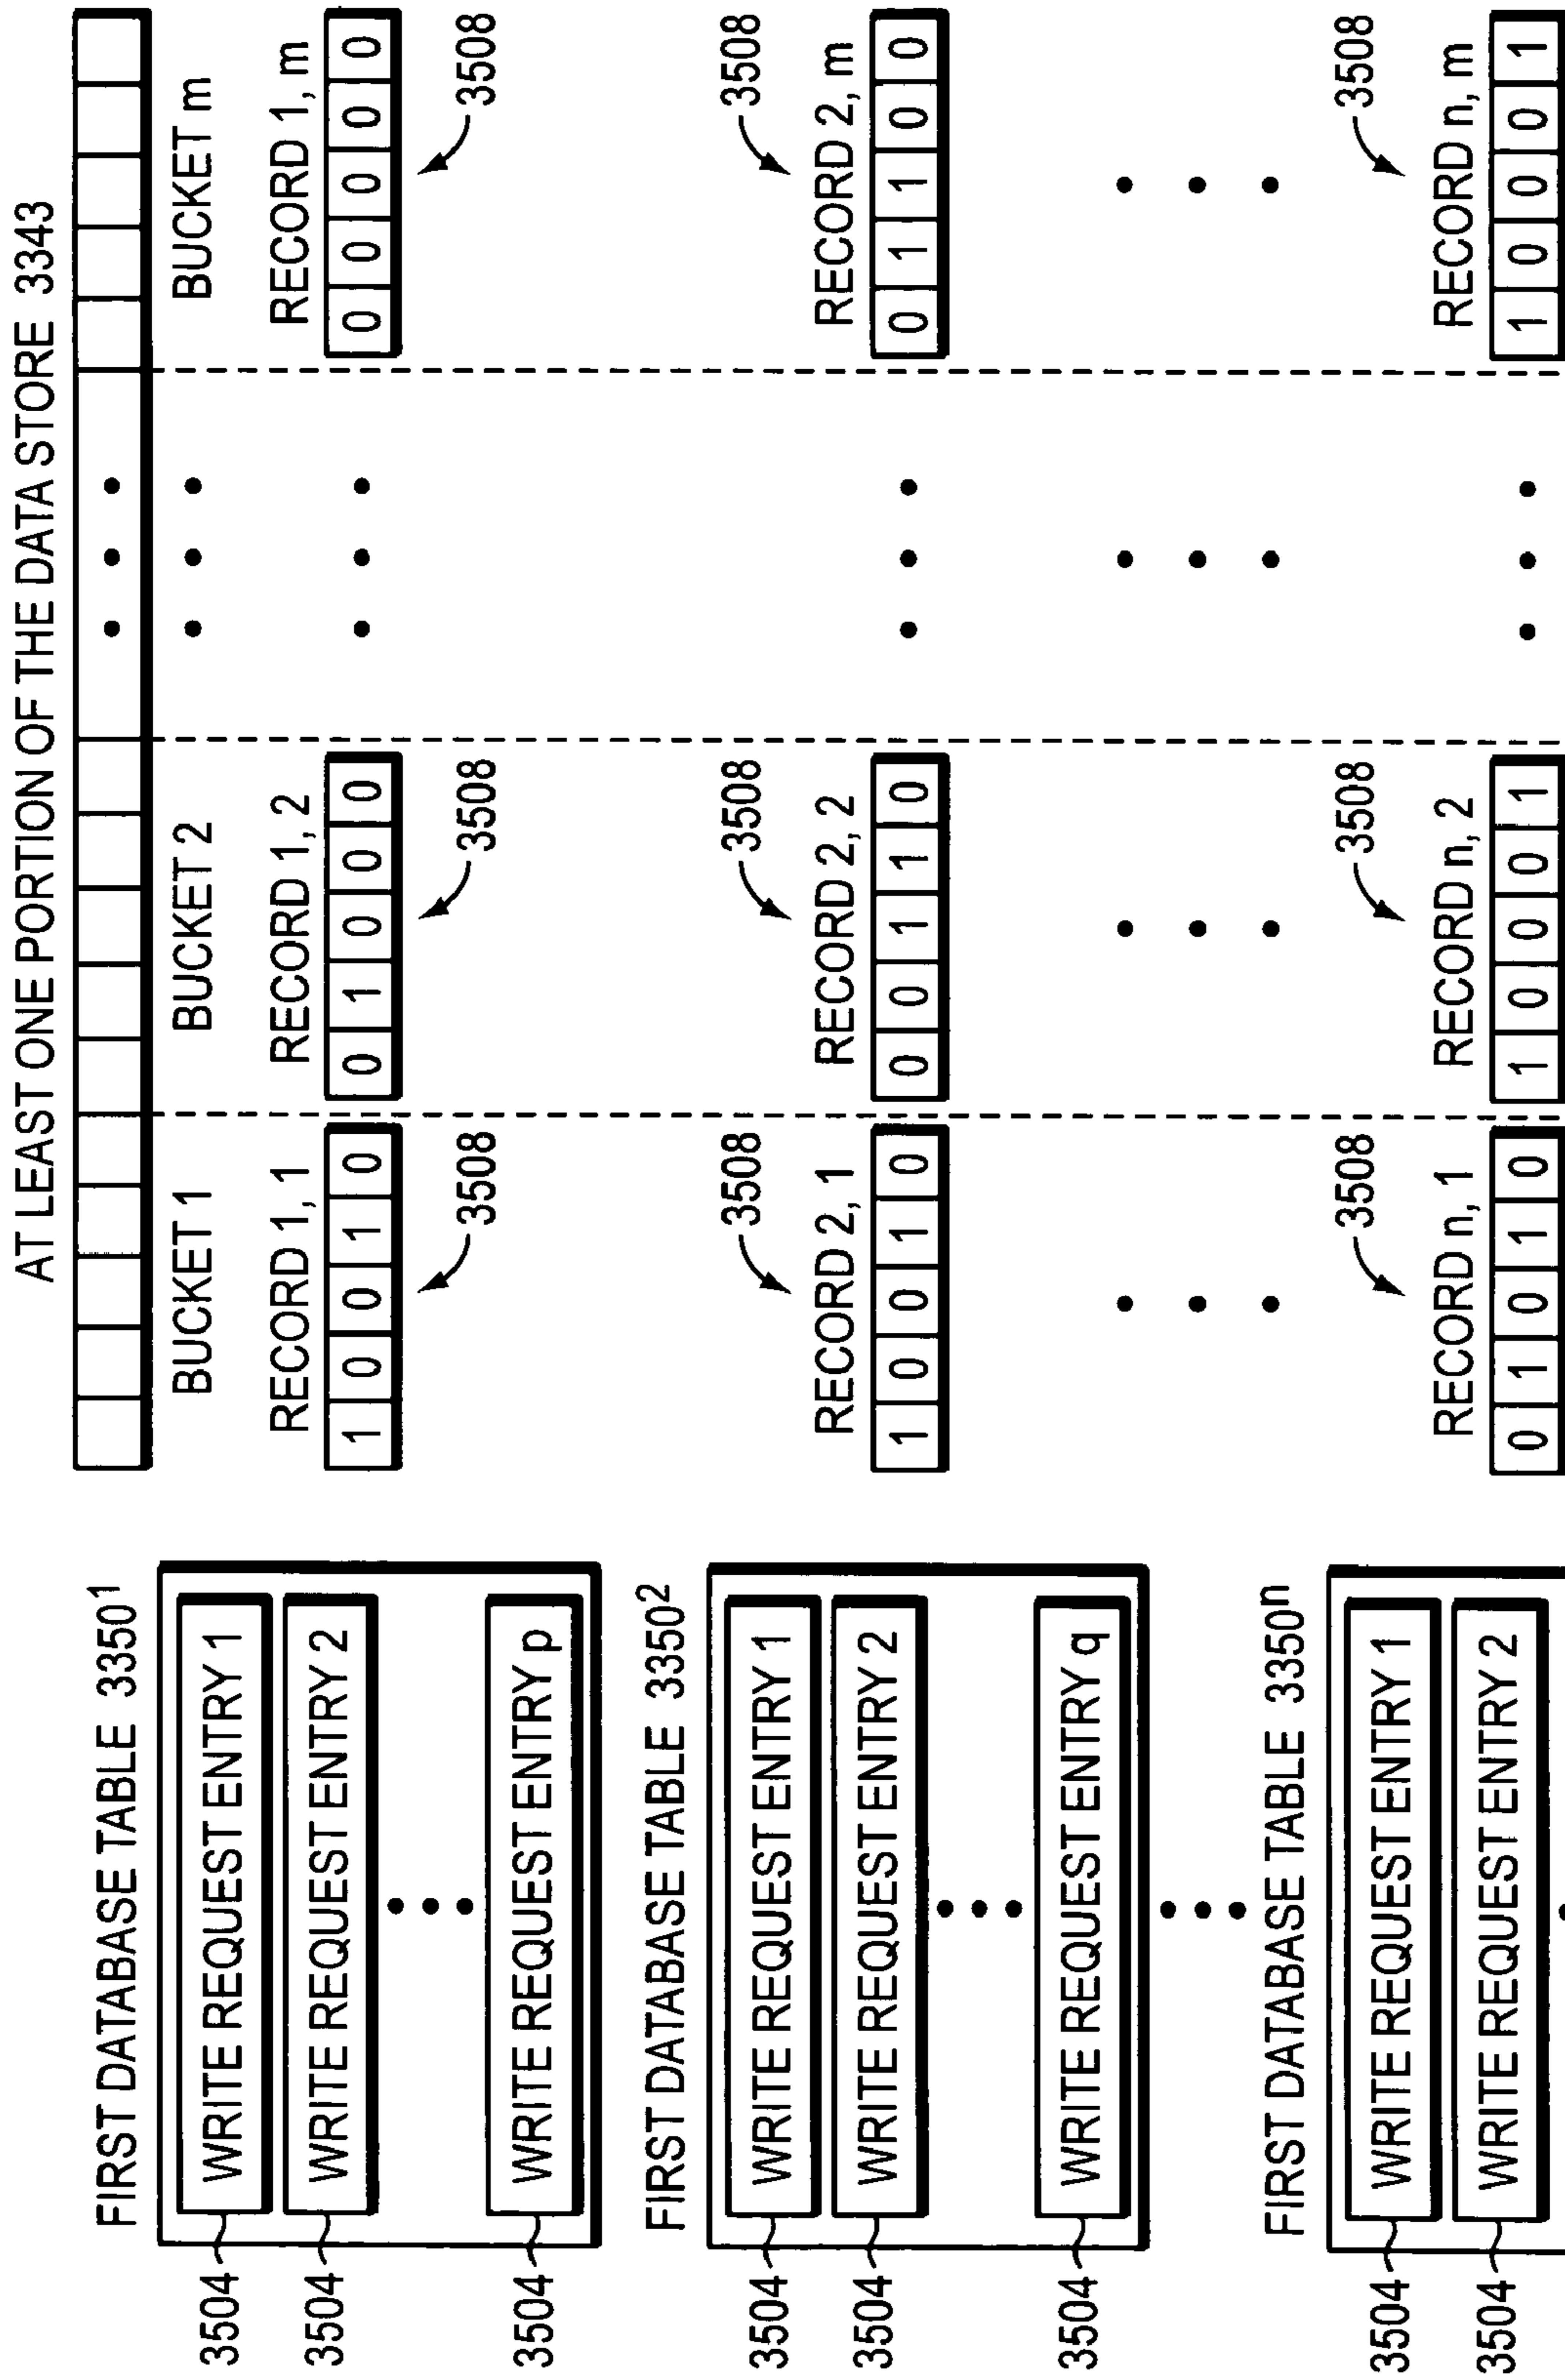 AT LEAST ONE PORTION OF THE DATA STORE 3343
FIRST DATABASE TABLE 3350¹
3504 WRITE REQUEST ENTRY 1
3504 WRITE REQUEST ENTRY 2
3504 WRITE REQUEST ENTRY p
BUCKET 1 BUCKET 2 BUCKET m
RECORD 1, 1 RECORD 1, 2 RECORD 1, m
1 0 0 1 0 0 1 0 0 0 0 0 0 0 0
3508 3508 3508
FIRST DATABASE TABLE 3350²
3504 WRITE REQUEST ENTRY 1
3504 WRITE REQUEST ENTRY 2
3504 WRITE REQUEST ENTRY q
3508 3508 3508
RECORD 2, 1 RECORD 2, 2 RECORD 2, m
1 0 0 1 0 0 0 1 1 0 0 1 1 0 0
FIRST DATABASE TABLE 3350ⁿ
3504 WRITE REQUEST ENTRY 1
3504 WRITE REQUEST ENTRY 2
3508 3508 3508
RECORD n, 1 RECORD n, 2 RECORD n, m
0 1 0 1 0 1 0 0 0 1 1 0 0 0 1